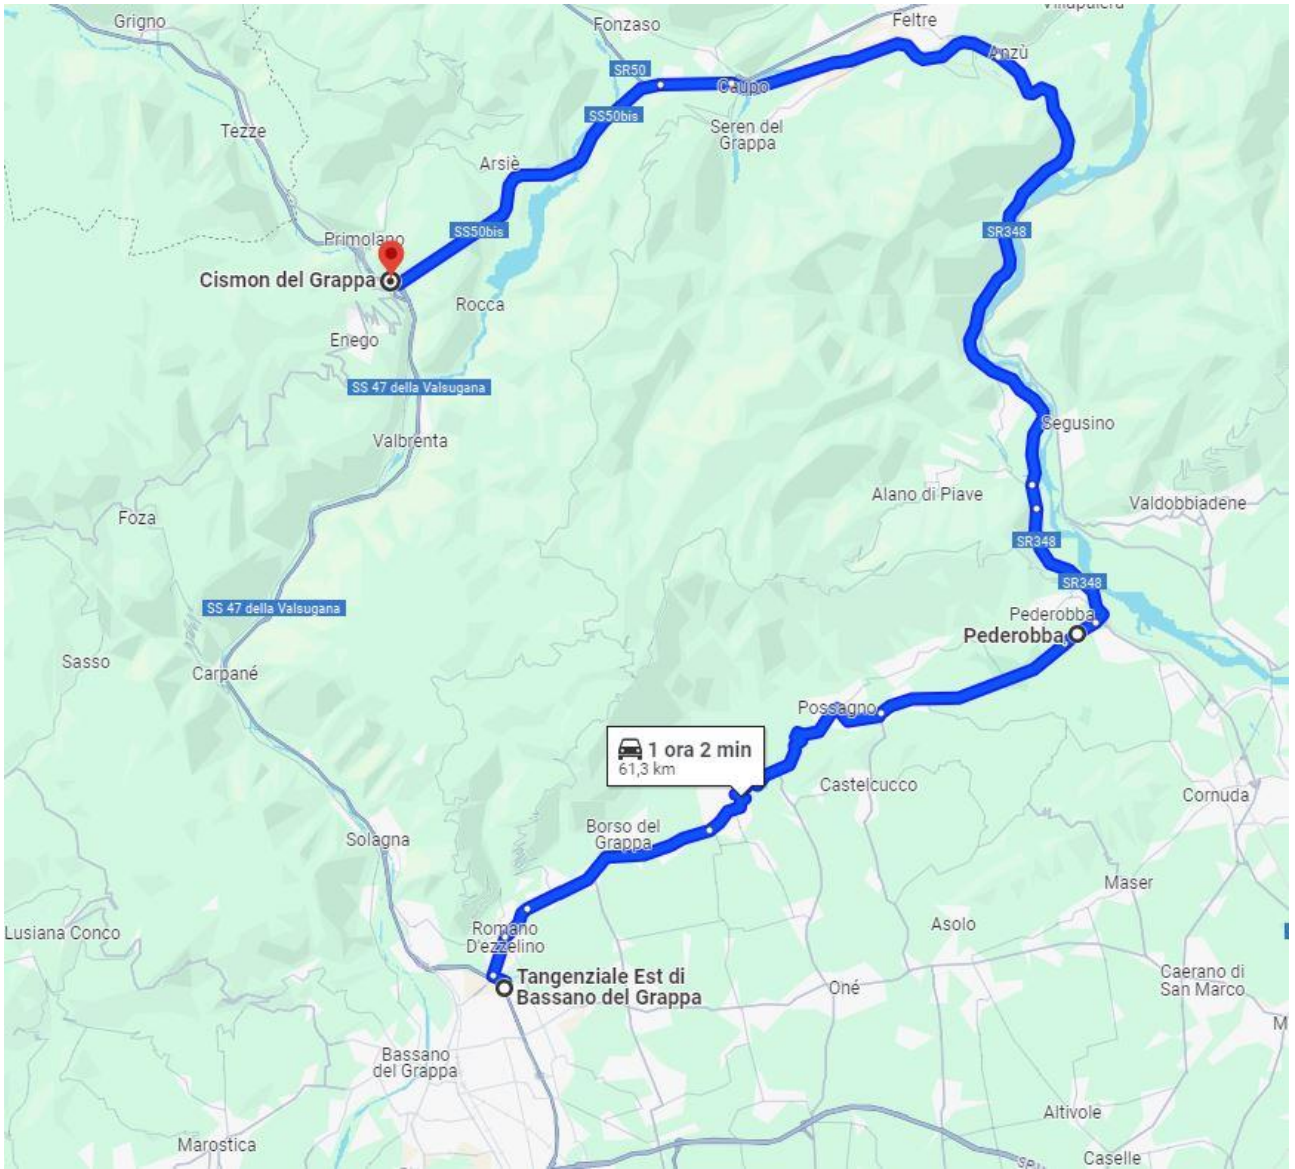 Grigno
Fonzaso
Feltre
Villapaiera
Anzù
SR50
Caupo
SS50bis
Tezze
Seren del
Grappa
Arsiè
Primolano
SS50bis
SR348
Cismon del Grappa
Rocca
Enego
SS 47 della Valsugana
Segusino
Valbrenta
Alano di Piave
Valdobbiadene
Foza
SR348
SR348
SS 47 della Valsugana
Pederobba
Pederobba
Sasso
Carpané
Possagno
1 ora 2 min
61,3 km
Castelcucco
Cornuda
Borso del
Grappa
Solagna
Maser
Lusiana Conco
Romano
D'ezzelino
Asolo
Tangenziale Est di
Bassano del Grappa
Oné
Caerano di
San Marco
M
Bassano
del Grappa
Altivole
Marostica
Caselle